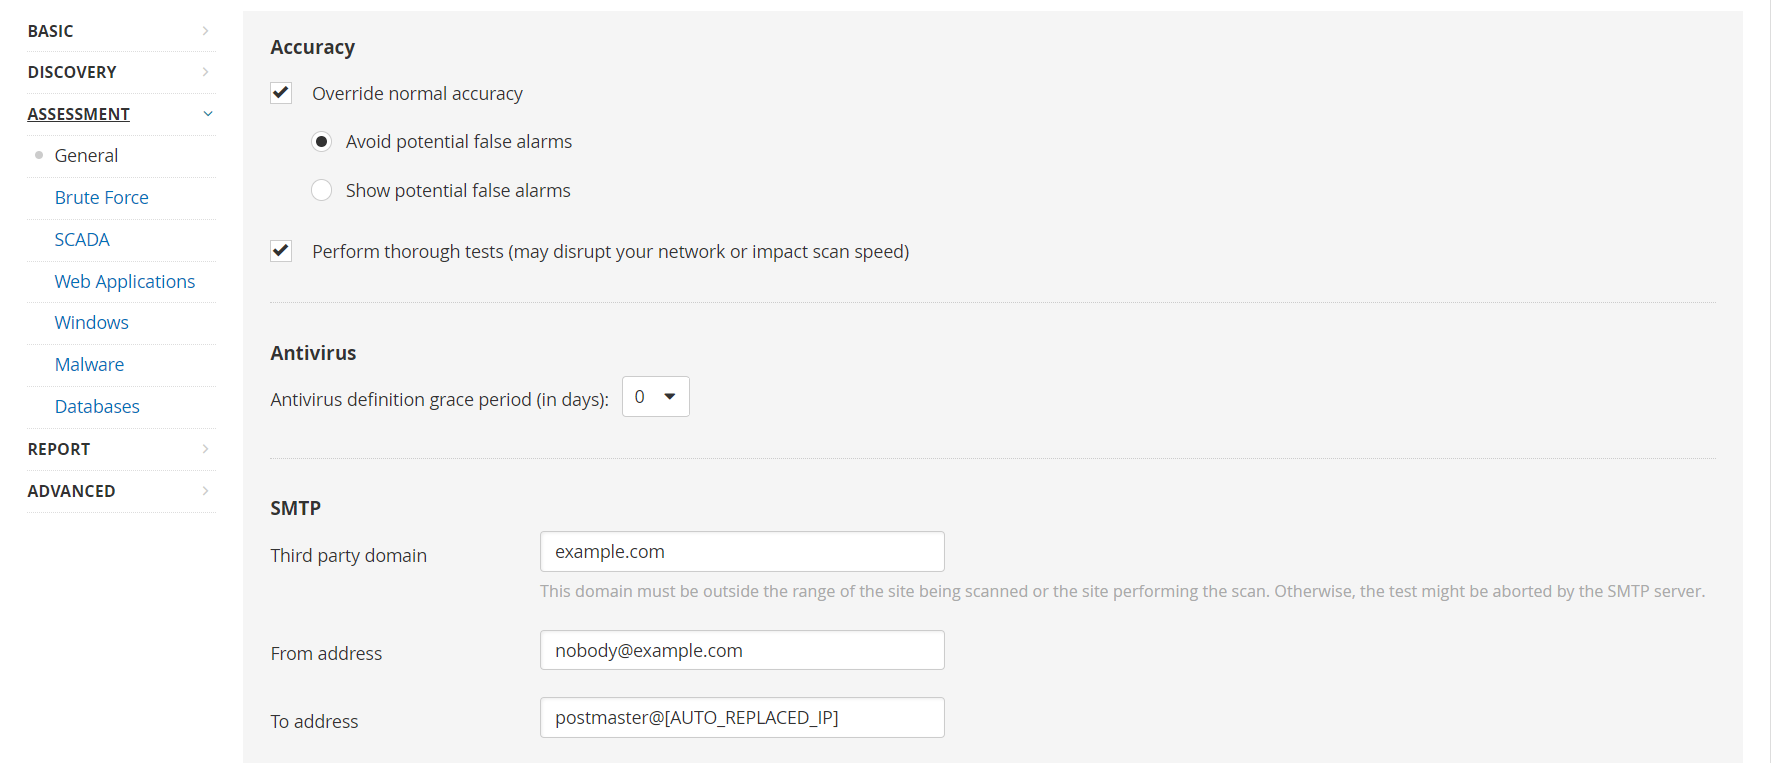 BASIC
DISCOVERY
ASSESSMENT
General
Brute Force
SCADA
Web Applications
Windows
Malware
Databases
REPORT
ADVANCED
Accuracy
Override normal accuracy
Avoid potential false alarms
Show potential false alarms
Perform thorough tests (may disrupt your network or impact scan speed)
Antivirus
Antivirus definition grace period (in days): 0
SMTP
Third party domain example.com
This domain must be outside the range of the site being scanned or the site performing the scan. Otherwise, the test might be aborted by the SMTP server.
From address nobody@example.com
To address postmaster@[AUTO_REPLACED_IP]